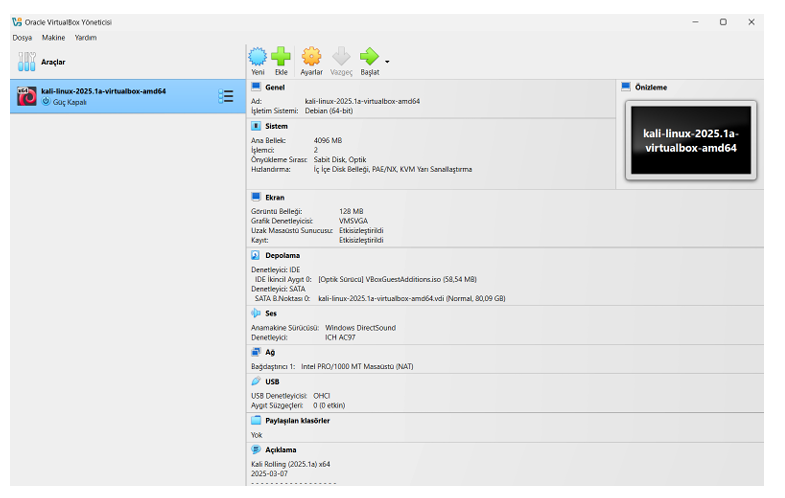 Oracle VirtualBox Yöneticisi
Dosya Makine Yardım
Araçlar
Yeni Ekle Ayarlar Vazgeç Başlat
kali-linux-2025.1a-virtualbox-amd64
Güç Kapalı
Genel
Ad: kali-linux-2025.1a-virtualbox-amd64
İşletim Sistemi: Debian (64-bit)
Sistem
Ana Bellek: 4096 MB
İşlemci: 2
Önyükleme Sırası: Sabit Disk, Optik
Hızlandırma: İç İçe Disk Belleği, PAE/NX, KVM Yarı Sanallaştırma
Önizleme
kali-linux-2025.1a-
virtualbox-amd64
Ekran
Görüntü Belleği: 128 MB
Grafik Denetleyicisi: VMSVGA
Uzak Masaüstü Sunucusu: Etkisizleştirildi
Kayıt: Etkisizleştirildi
Depolama
Denetleyici: IDE
IDE İkincil Aygıt 0: [Optik Sürücü] VBoxGuestAdditions.iso (58,54 MB)
Denetleyici: SATA
SATA B.Noktası 0: kali-linux-2025.1a-virtualbox-amd64.vdi (Normal, 80,09 GB)
Ses
Anamakine Sürücüsü: Windows DirectSound
Denetleyici: ICH AC97
Ağ
Bağdaştırıcı 1: Intel PRO/1000 MT Masaüstü (NAT)
USB
USB Denetleyicisi: OHCI
Aygıt Süzgeçleri: 0 (0 etkin)
Paylaşılan klasörler
Yok
Açıklama
Kali Rolling (2025.1a) x64
2025-03-07
- - - - - - - - - - - - - - - - - -